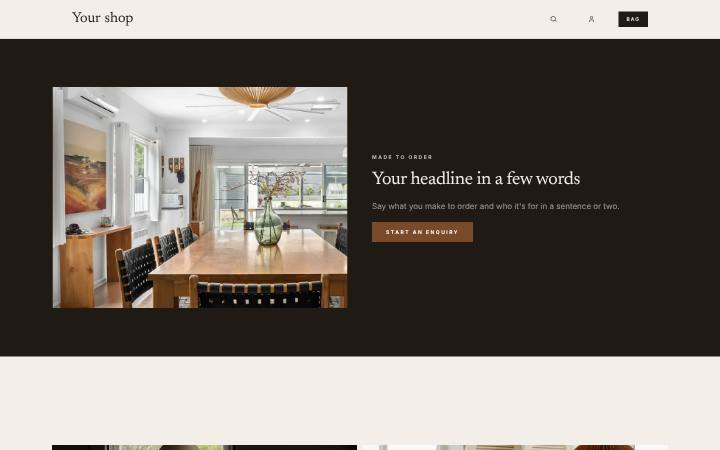 Your shop
BAG
MADE TO ORDER
Your headline in a few words
Say what you make to order and who it's for in a sentence or two.
START AN ENQUIRY